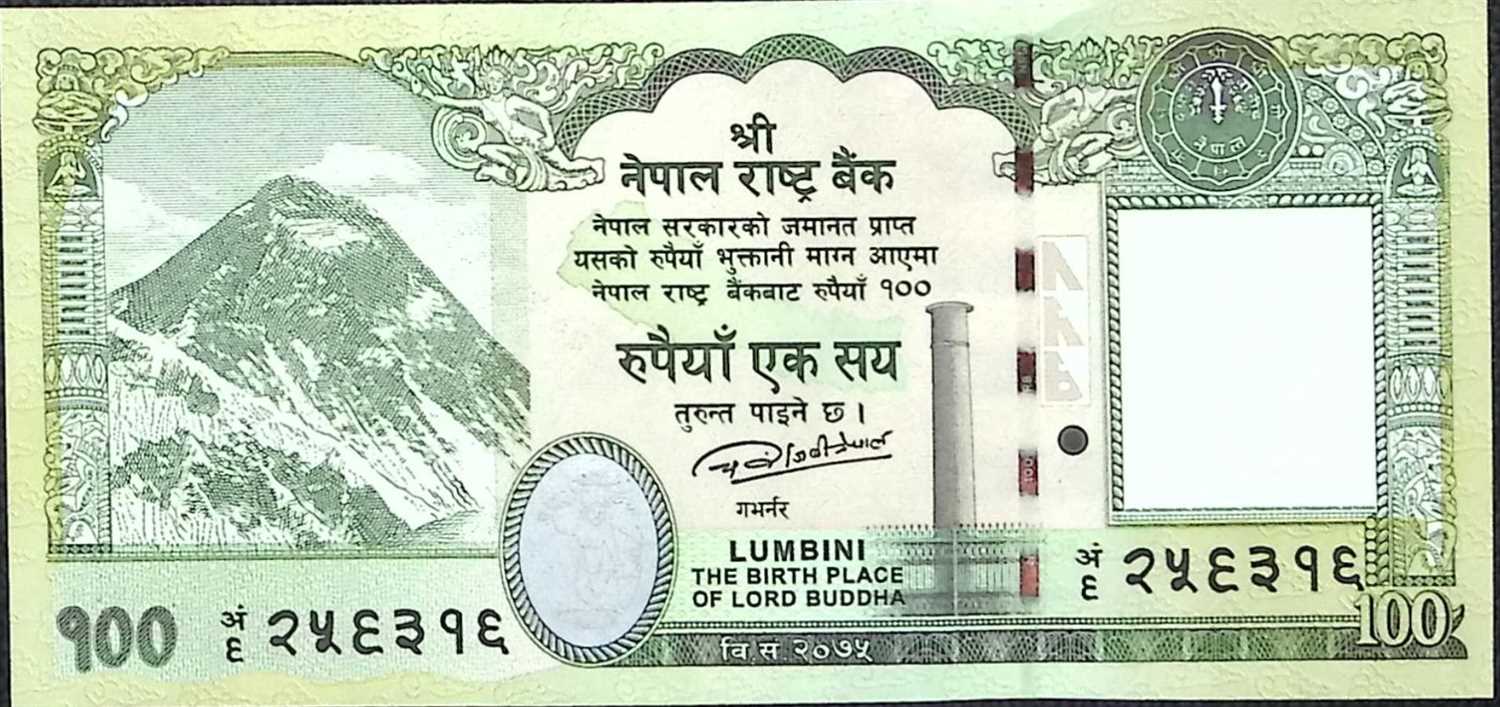 श्री
नेपाल राष्ट्र बैंक
नेपाल सरकारको जमानत प्राप्त
यसको रुपैयाँ भुक्तानी माग्न आएमा
नेपाल राष्ट्र बैंकबाट रुपैयाँ १००
रुपैयाँ एक सय
तुरुन्त पाइने छ ।
गभर्नर
LUMBINI
THE BIRTH PLACE
OF LORD BUDDHA
अं
६ २५६३१६
१०० अं
६ २५६३१६
100
वि.सं. २०७५